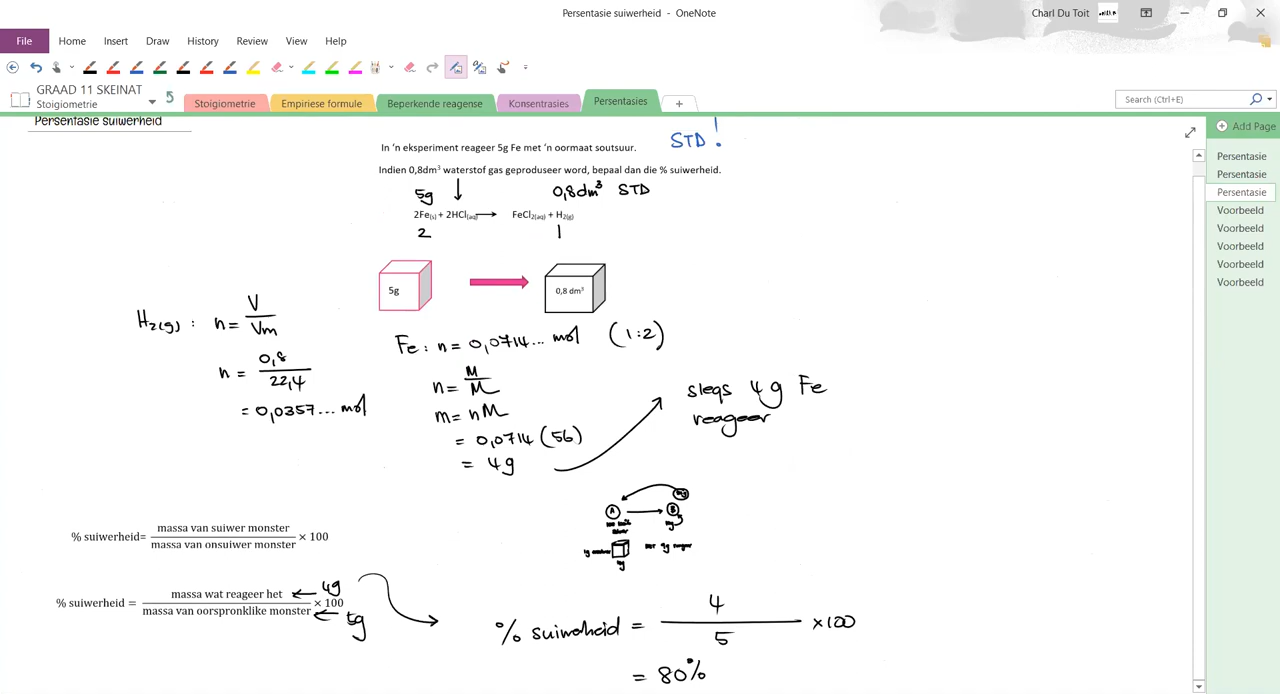 Persentasie suiwerheid - OneNote
Charl Du Toit
File Home Insert Draw History Review View Help
GRAAD 11 SKEINAT
Stoigiometrie
Stoigiometrie Empiriese formule Beperkende reagense Konsentrasies Persentasies +
Search (Ctrl+E)
Add Page
Persentasie
Persentasie
Persentasie
Voorbeeld
Voorbeeld
Voorbeeld
Voorbeeld
Voorbeeld
Persentasie suiwerheid
STD!
In 'n eksperiment reageer 5g Fe met 'n oormaat soutsuur.
Indien 0,8dm³ waterstof gas geproduseer word, bepaal dan die % suiwerheid.
5g ↓ 0,8dm³ STD
2Fe(s) + 2HCl(aq) → FeCl2(aq) + H2(g)
2 1
5g 0,8 dm³
H2(g) : n = V/Vm
n = 0,8/22,4
= 0,0357... mol
Fe : n = 0,0714... mol (1:2)
n = M/M
m = nM
= 0,0714 (56)
= 4g
slegs 4g Fe
reageer
A → B
% suiwerheid= massa van suiwer monster / massa van onsuiwer monster × 100
% suiwerheid = massa wat reageer het / massa van oorspronklike monster × 100
← 4g
← 5g
% suiwerheid = 4/5 ×100
= 80%